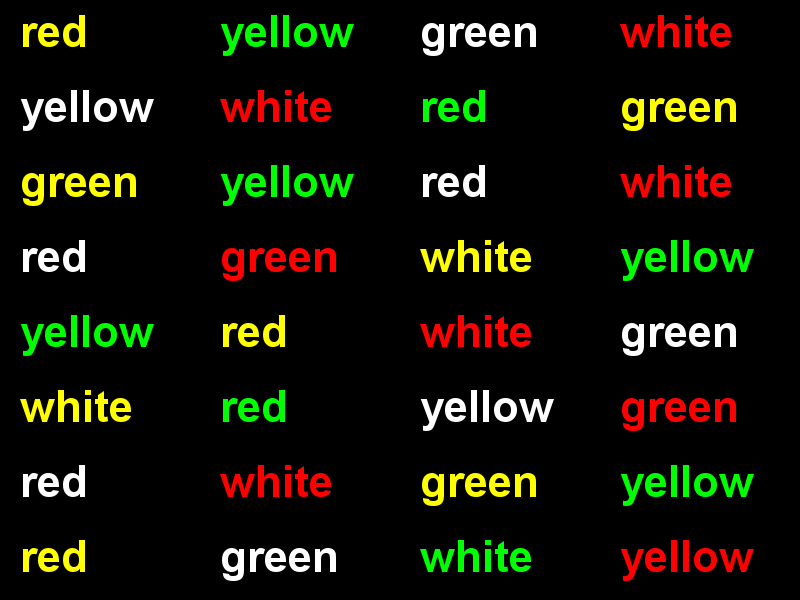 red yellow green white
yellow white red green
green yellow red white
red green white yellow
yellow red white green
white red yellow green
red white green yellow
red green white yellow